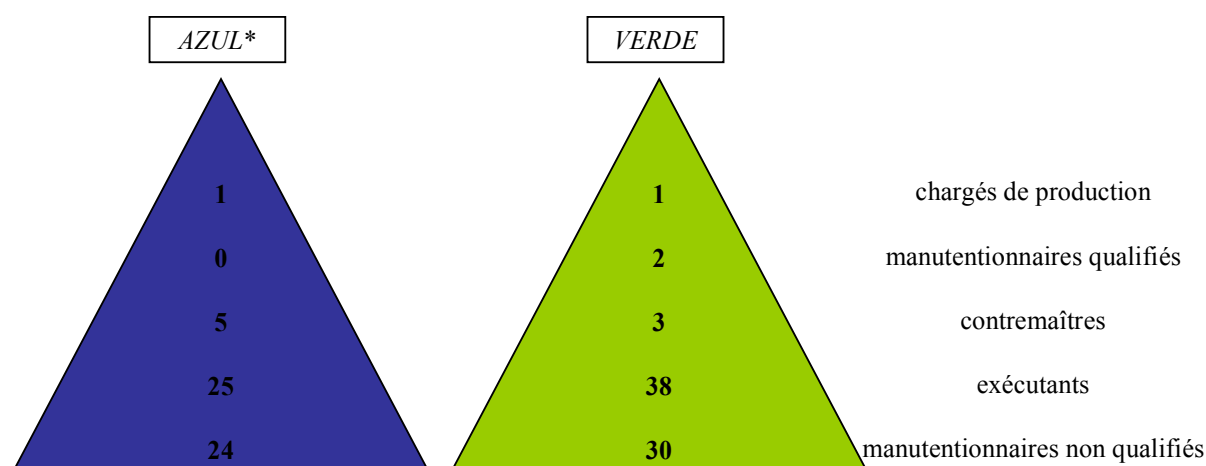 AZUL* VERDE
1 1 chargés de production
0 2 manutentionnaires qualifiés
5 3 contremaîtres
25 38 exécutants
24 30 manutentionnaires non qualifiés